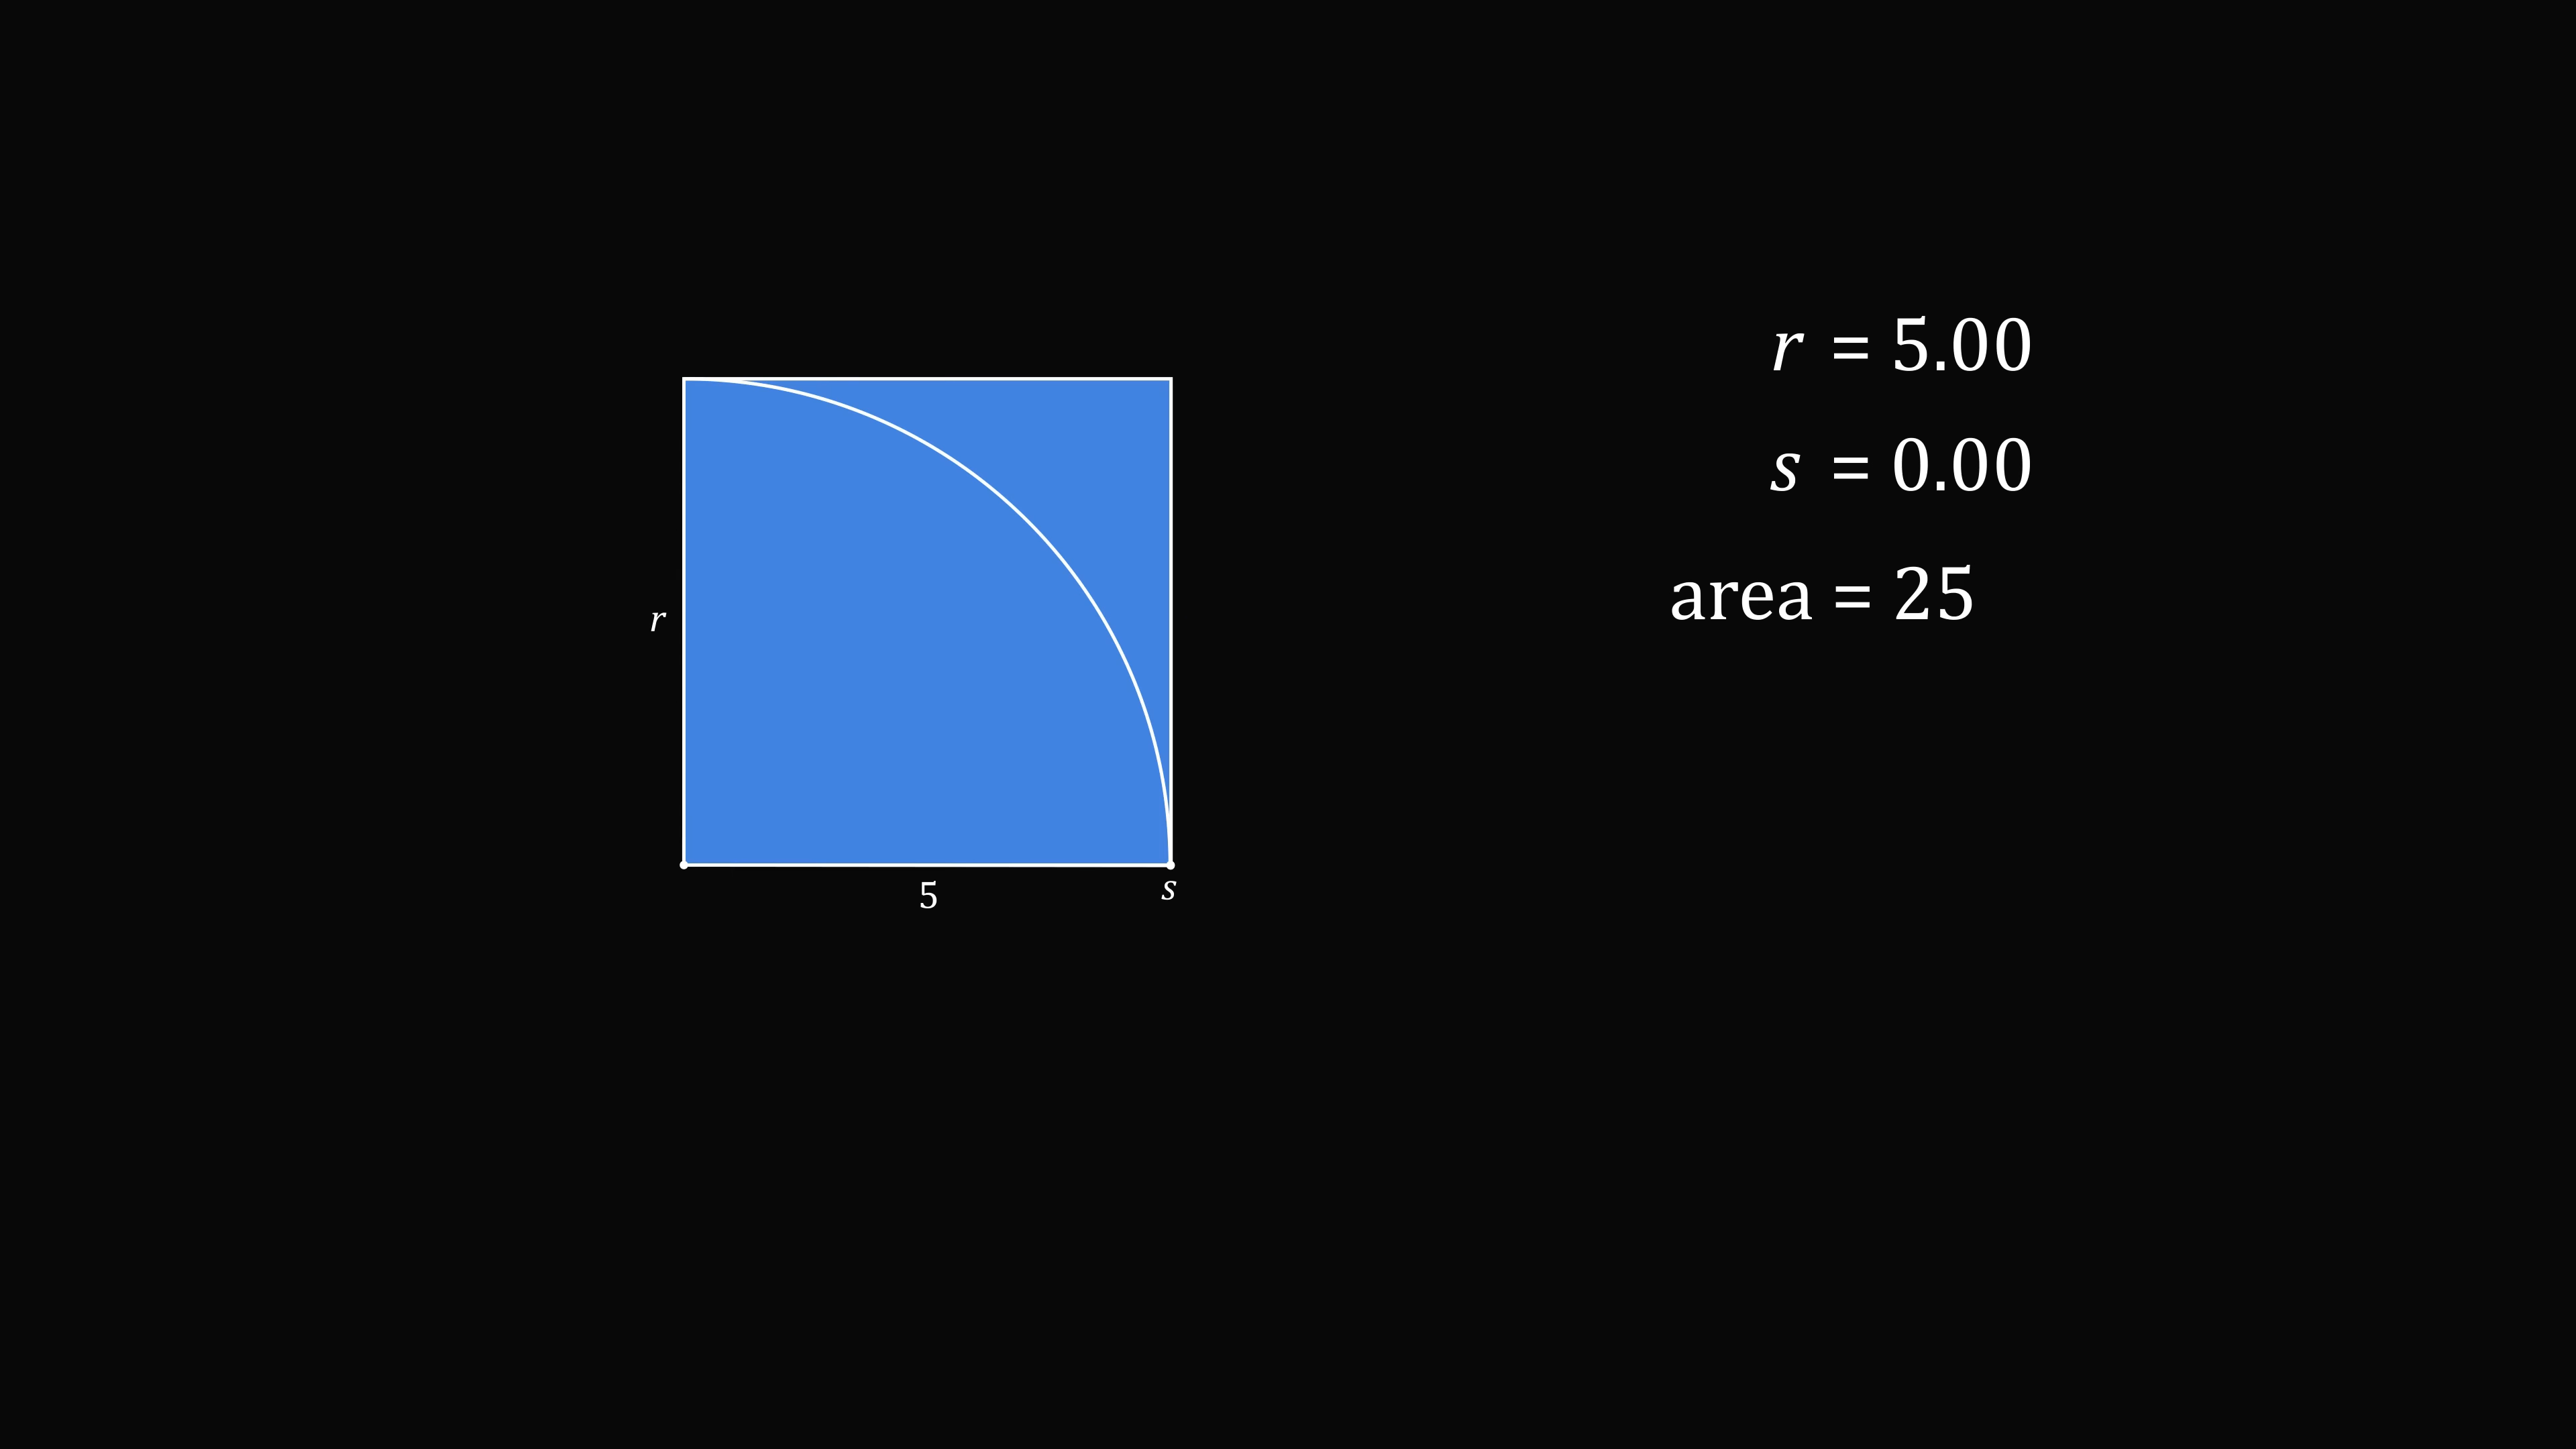 r = 5.00
s = 0.00
area = 25
r
5
s